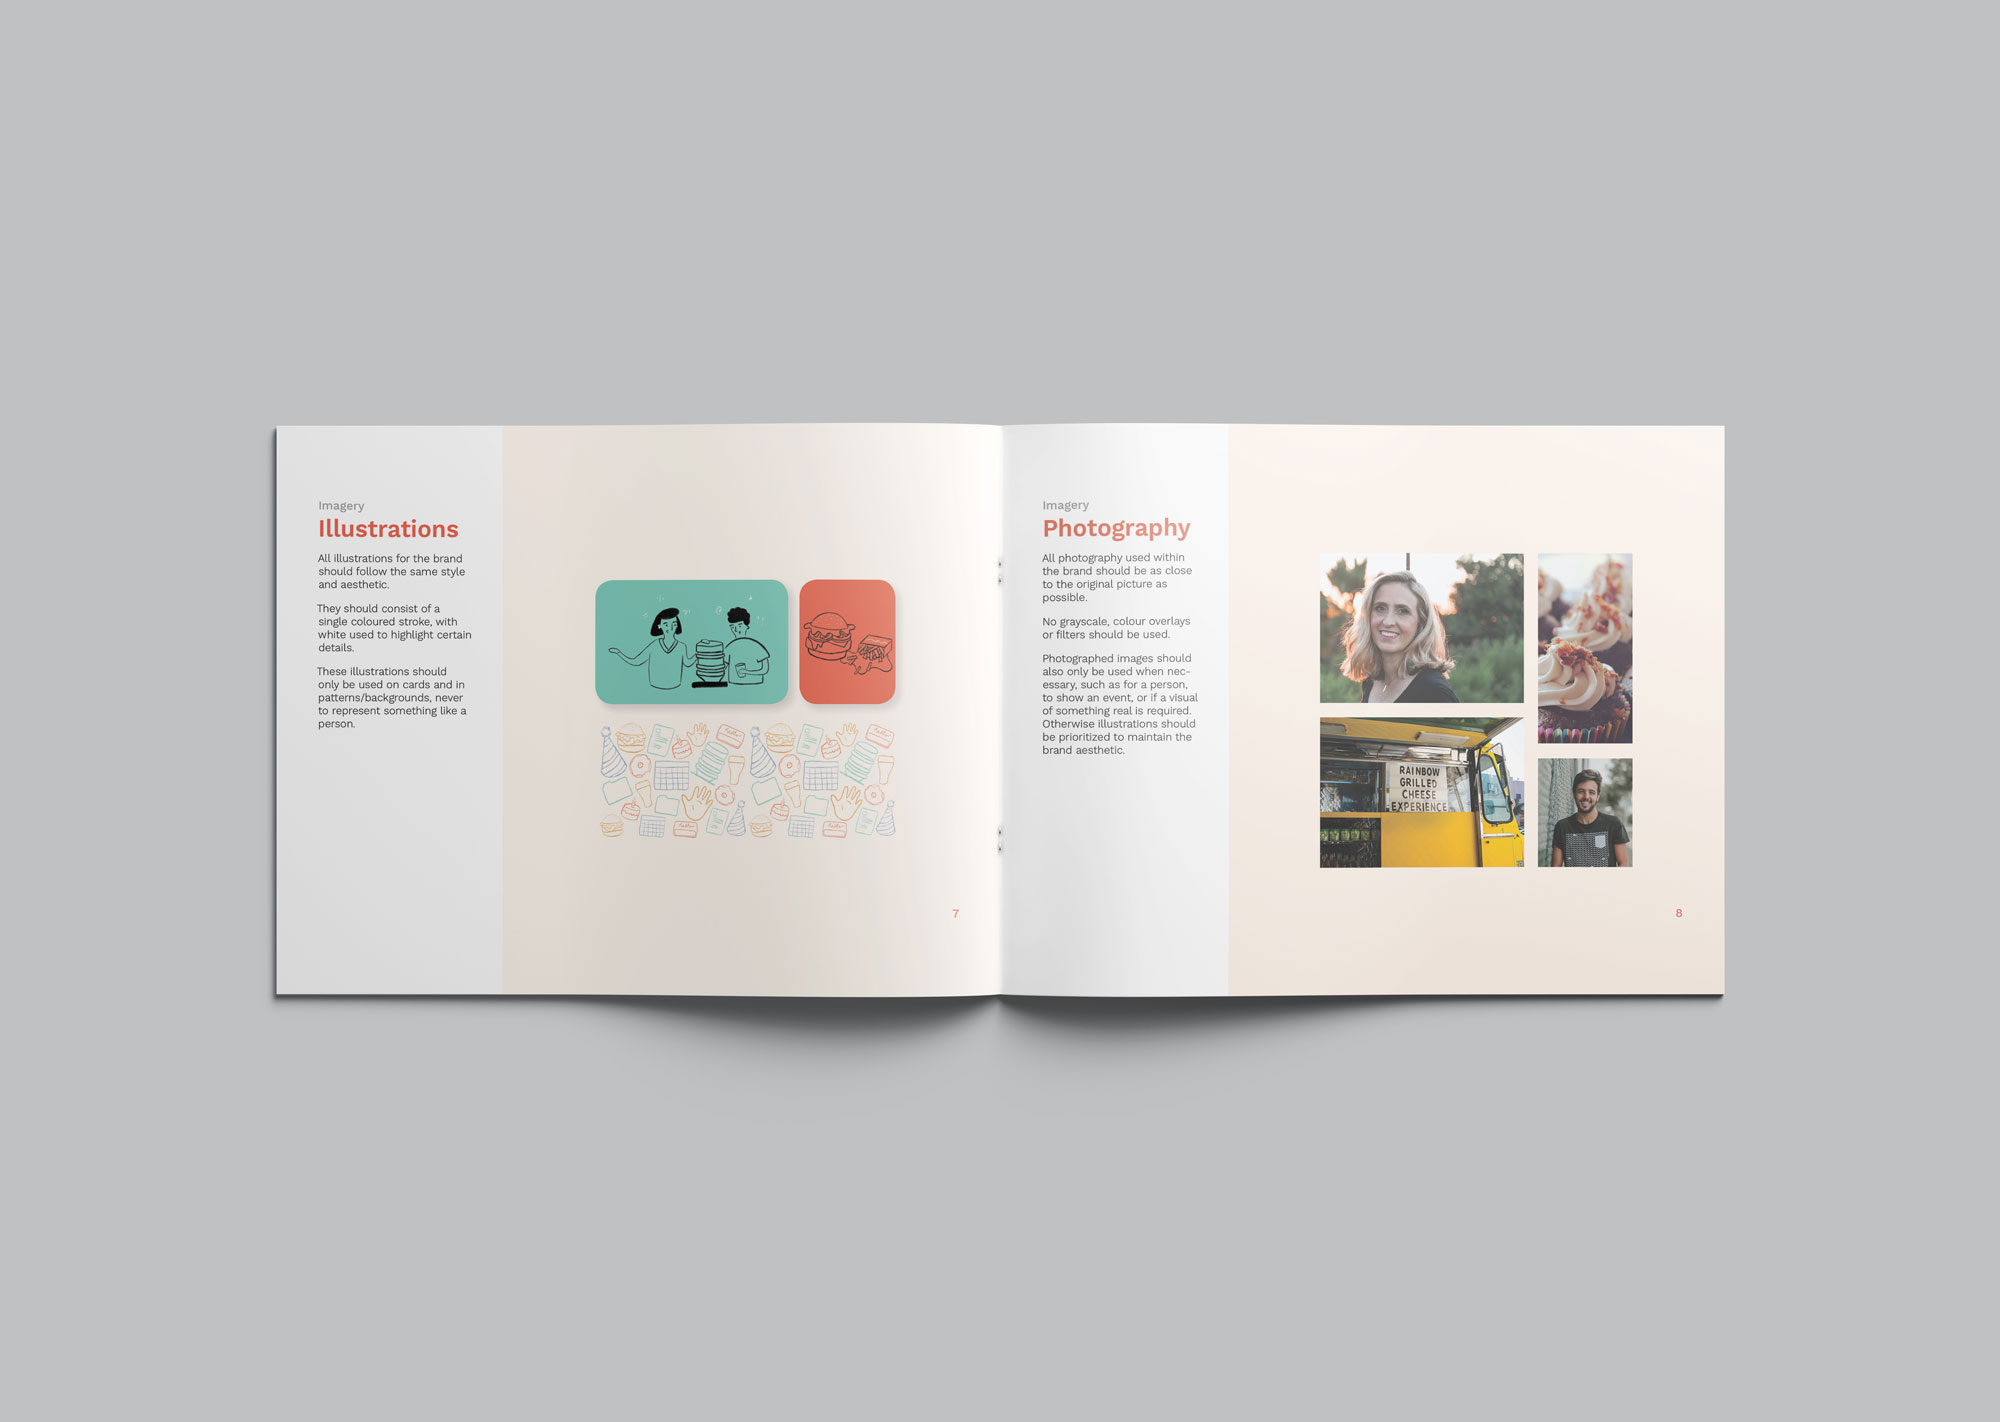 Imagery
Illustrations
All illustrations for the brand
should follow the same style
and aesthetic.
They should consist of a
single coloured stroke, with
white used to highlight certain
details.
These illustrations should
only be used on cards and in
patterns/backgrounds, never
to represent something like a
person.
7
Imagery
Photography
All photography used within
the brand should be as close
to the original picture as
possible.
No grayscale, colour overlays
or filters should be used.
Photographed images should
also only be used when nec-
essary, such as for a person,
to show an event, or if a visual
of something real is required.
Otherwise illustrations should
be prioritized to maintain the
brand aesthetic.
RAINBOW
GRILLED
CHEESE
EXPERIENCE
8